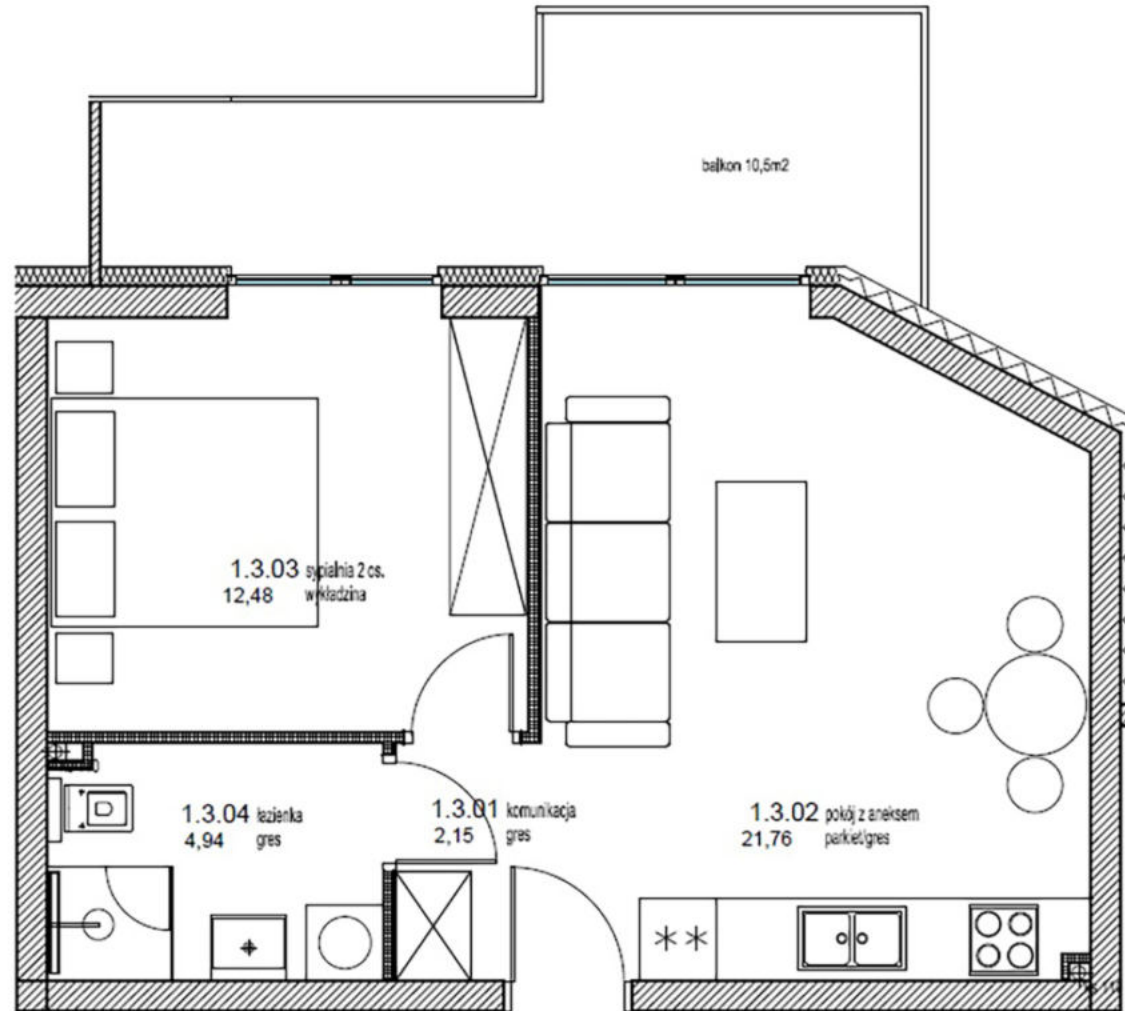 balkon 10,5m2
1.3.03 sypialnia 2 os.
12,48 wykładzina
1.3.04 łazienka
4,94 gres
1.3.01 komunikacja
2,15 gres
1.3.02 pokój z aneksem
21,76 parkiet/gres